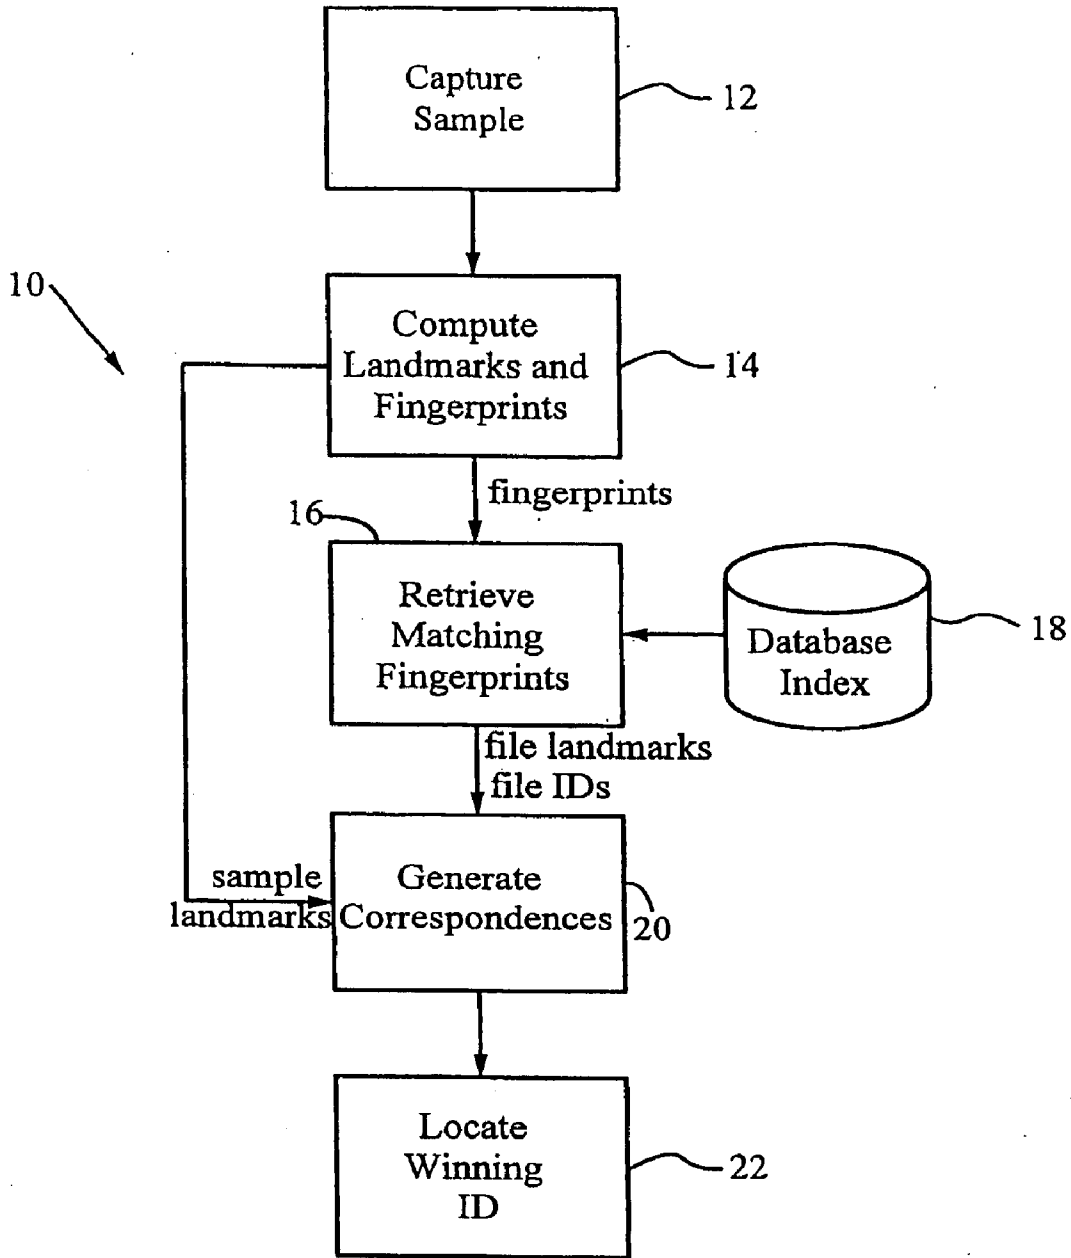 Capture
Sample
12
10
Compute
Landmarks and
Fingerprints
14
fingerprints
16
Retrieve
Matching
Fingerprints
Database
Index
18
file landmarks
file IDs
sample
landmarks
Generate
Correspondences
20
Locate
Winning
ID
22